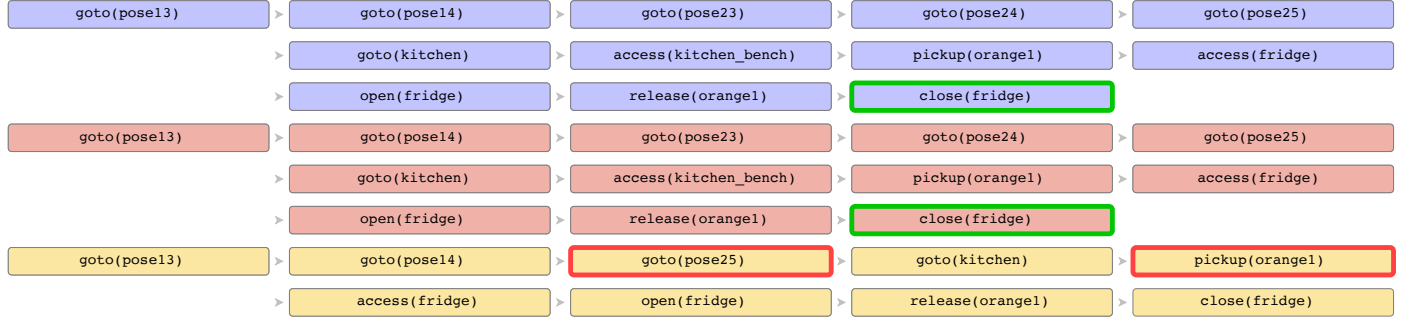 goto(pose13) goto(pose14) goto(pose23) goto(pose24) goto(pose25)
goto(kitchen) access(kitchen_bench) pickup(orange1) access(fridge)
open(fridge) release(orange1) close(fridge)
goto(pose13) goto(pose14) goto(pose23) goto(pose24) goto(pose25)
goto(kitchen) access(kitchen_bench) pickup(orange1) access(fridge)
open(fridge) release(orange1) close(fridge)
goto(pose13) goto(pose14) goto(pose25) goto(kitchen) pickup(orange1)
access(fridge) open(fridge) release(orange1) close(fridge)